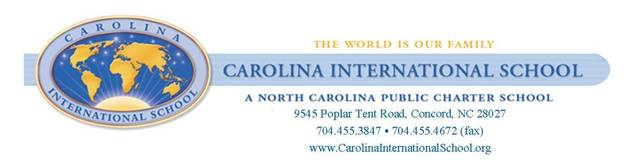 CAROLINA
INTERNATIONAL SCHOOL
THE WORLD IS OUR FAMILY
CAROLINA INTERNATIONAL SCHOOL
A NORTH CAROLINA PUBLIC CHARTER SCHOOL
9545 Poplar Tent Road, Concord, NC 28027
704.455.3847 • 704.455.4672 (fax)
www.CarolinaInternationalSchool.org